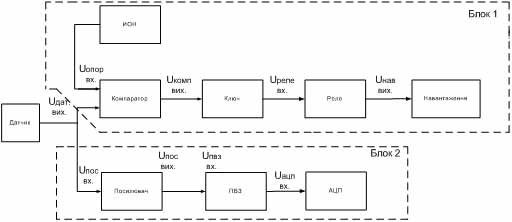 Блок 1
ИОН
Uопор
вх.
Uкомп
вих.
Uреле
вх.
Uнав
вих.
Uдат
вих.
Компаратор
Ключ
Реле
Навантаження
Датчик
Блок 2
Uпос
вх.
Uпос
вих.
Uпвз
вх.
Uацп
вх.
Посилювач
ПВЗ
АЦП